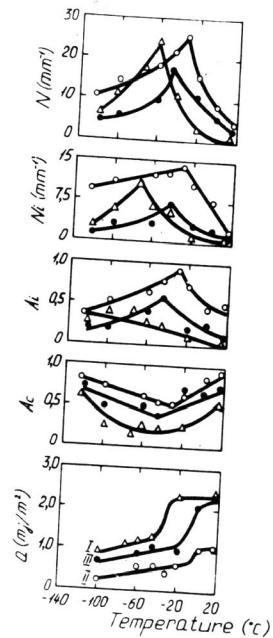 N (mm⁻¹)
30
20
10
0
Ni (mm⁻¹)
15
7,5
0
Ai
1,0
0,5
0
Ac
1,0
0,5
0
Q (mj/m²)
3,0
2,0
1,0
0
I
III
II
-140 -100 -60 -20 20
Temperature (°C)